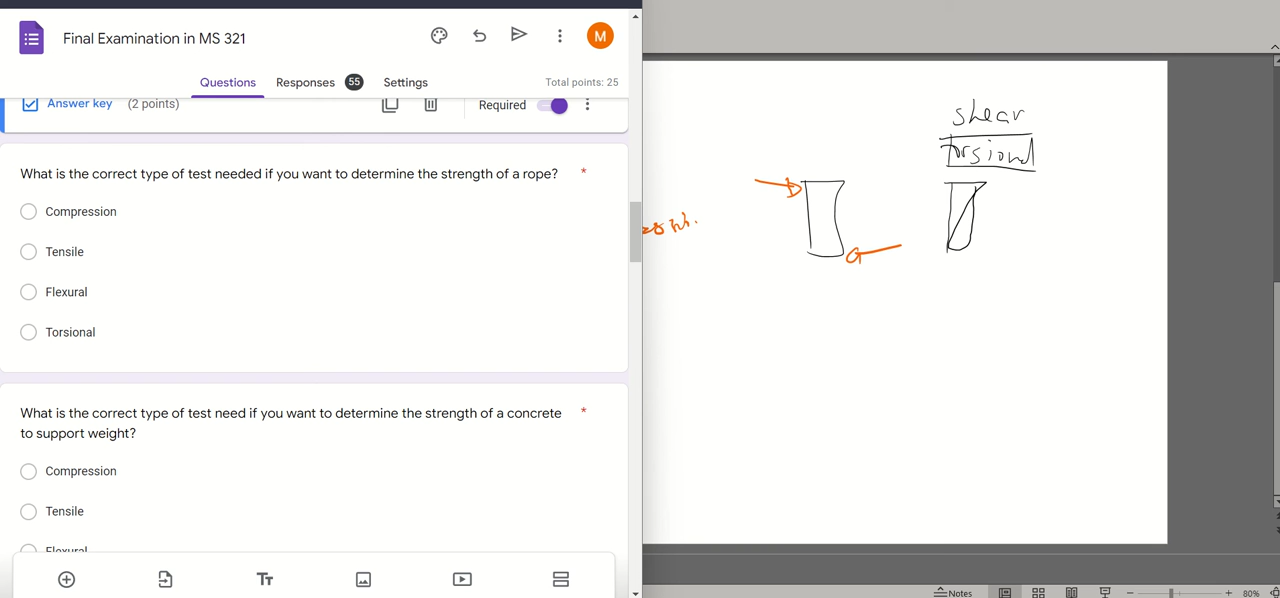 Final Examination in MS 321
M
Questions
Responses 55
Settings
Total points: 25
Answer key (2 points)
Required
What is the correct type of test needed if you want to determine the strength of a rope? *
Compression
Tensile
Flexural
Torsional
What is the correct type of test need if you want to determine the strength of a concrete *
to support weight?
Compression
Tensile
Flexural
TT
shear
torsional
Notes
80%